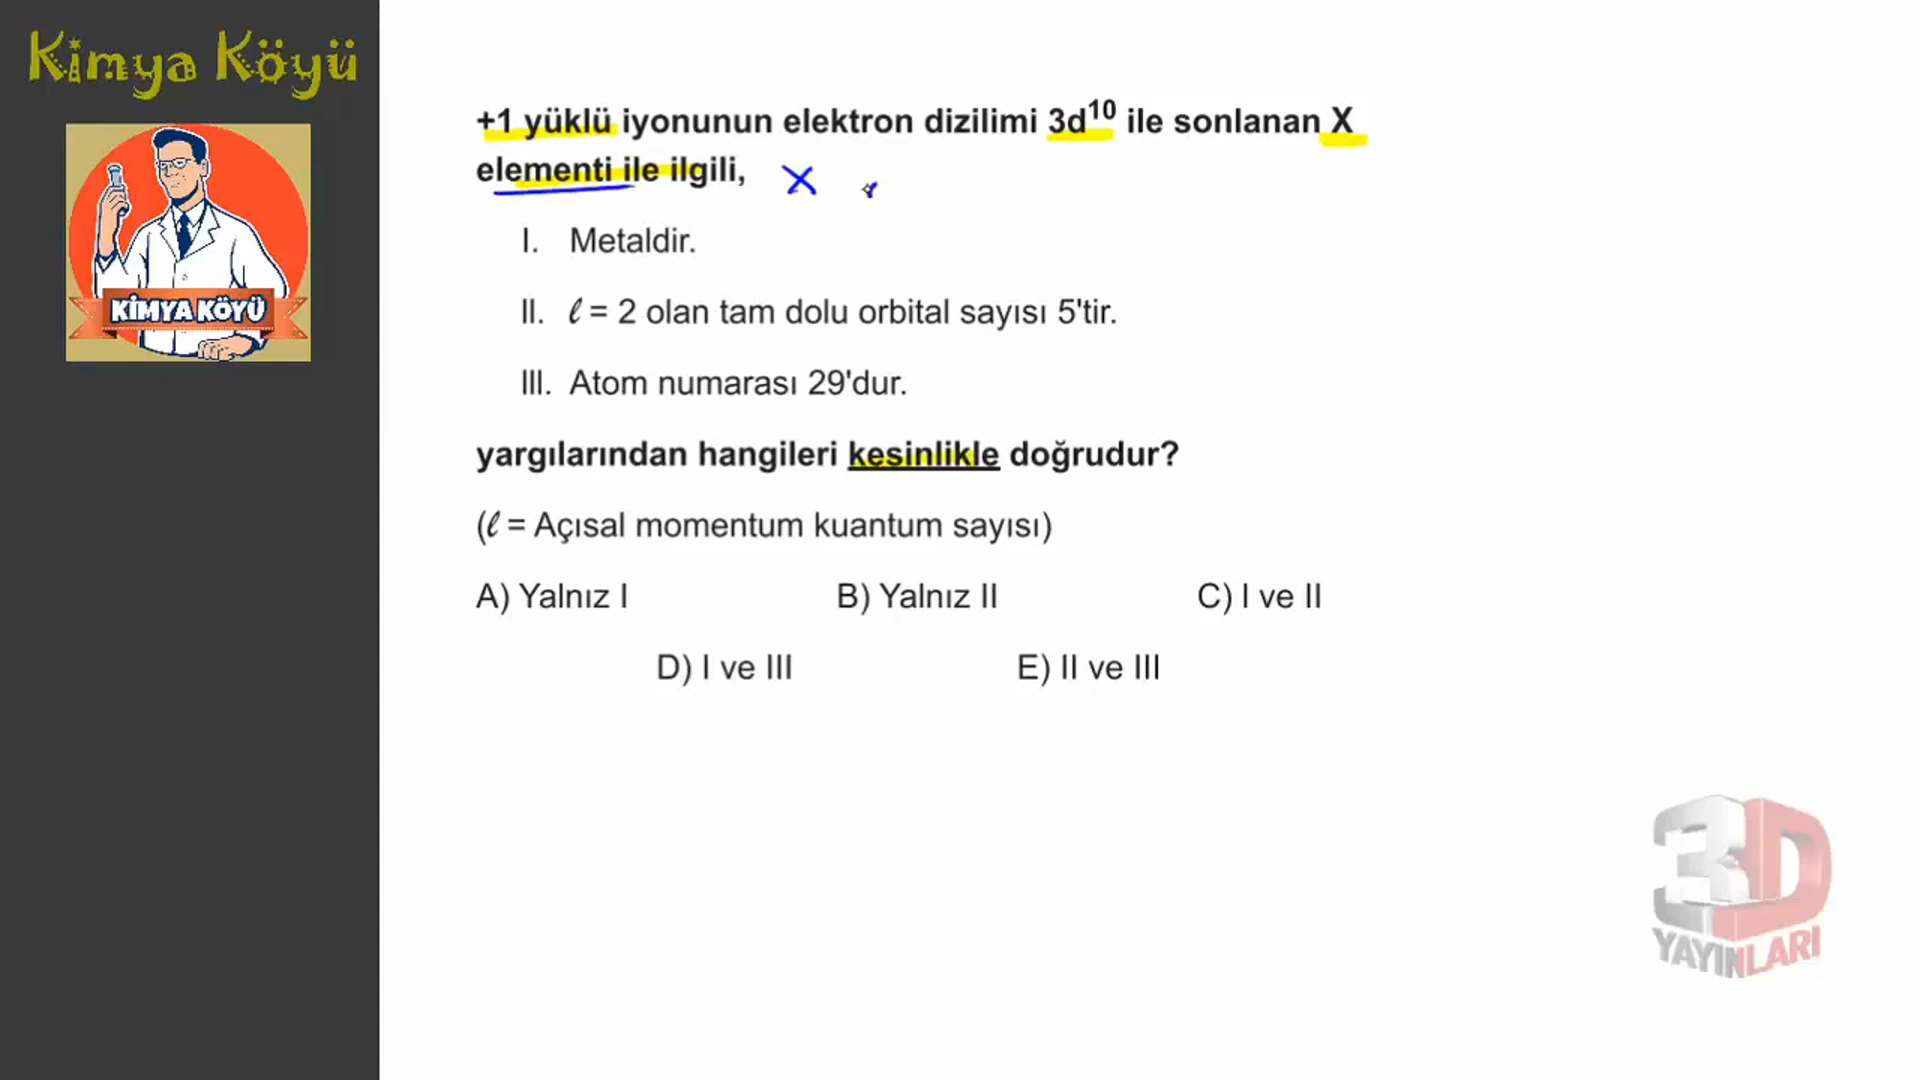 Kimya Köyü
KİMYA KÖYÜ
+1 yüklü iyonunun elektron dizilimi 3d¹⁰ ile sonlanan X
elementi ile ilgili, X
I. Metaldir.
II. ℓ = 2 olan tam dolu orbital sayısı 5'tir.
III. Atom numarası 29'dur.
yargılarından hangileri kesinlikle doğrudur?
(ℓ = Açısal momentum kuantum sayısı)
A) Yalnız I B) Yalnız II C) I ve II
D) I ve III E) II ve III
3D
YAYINLARI